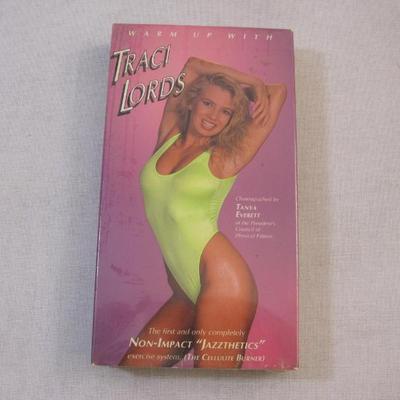 WARM UP WITH
TRACI
LORDS
Choreographed by
TANYA
EVERETT
of the President's
Council of
Physical Fitness
The first and only completely
NON-IMPACT "JAZZTHETICS"
exercise system. (THE CELLULITE BURNER)